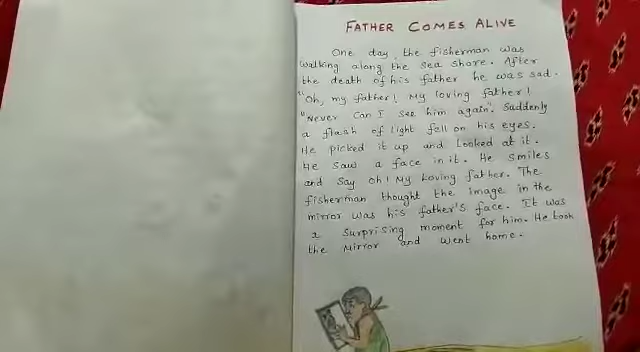 FATHER COMES ALIVE
One day, the fisherman was
walking along the sea shore. After
the death of his father he was sad.
"Oh, my father! My loving father!
"Never can I see him again". Suddenly
a flash of light fell on his eyes.
He picked it up and looked at it.
He saw a face in it. He smiles
and say Oh! My Loving father. The
fisherman thought the image in the
mirror was his father's face. It was
a surprising moment for him. He took
the mirror and went home.